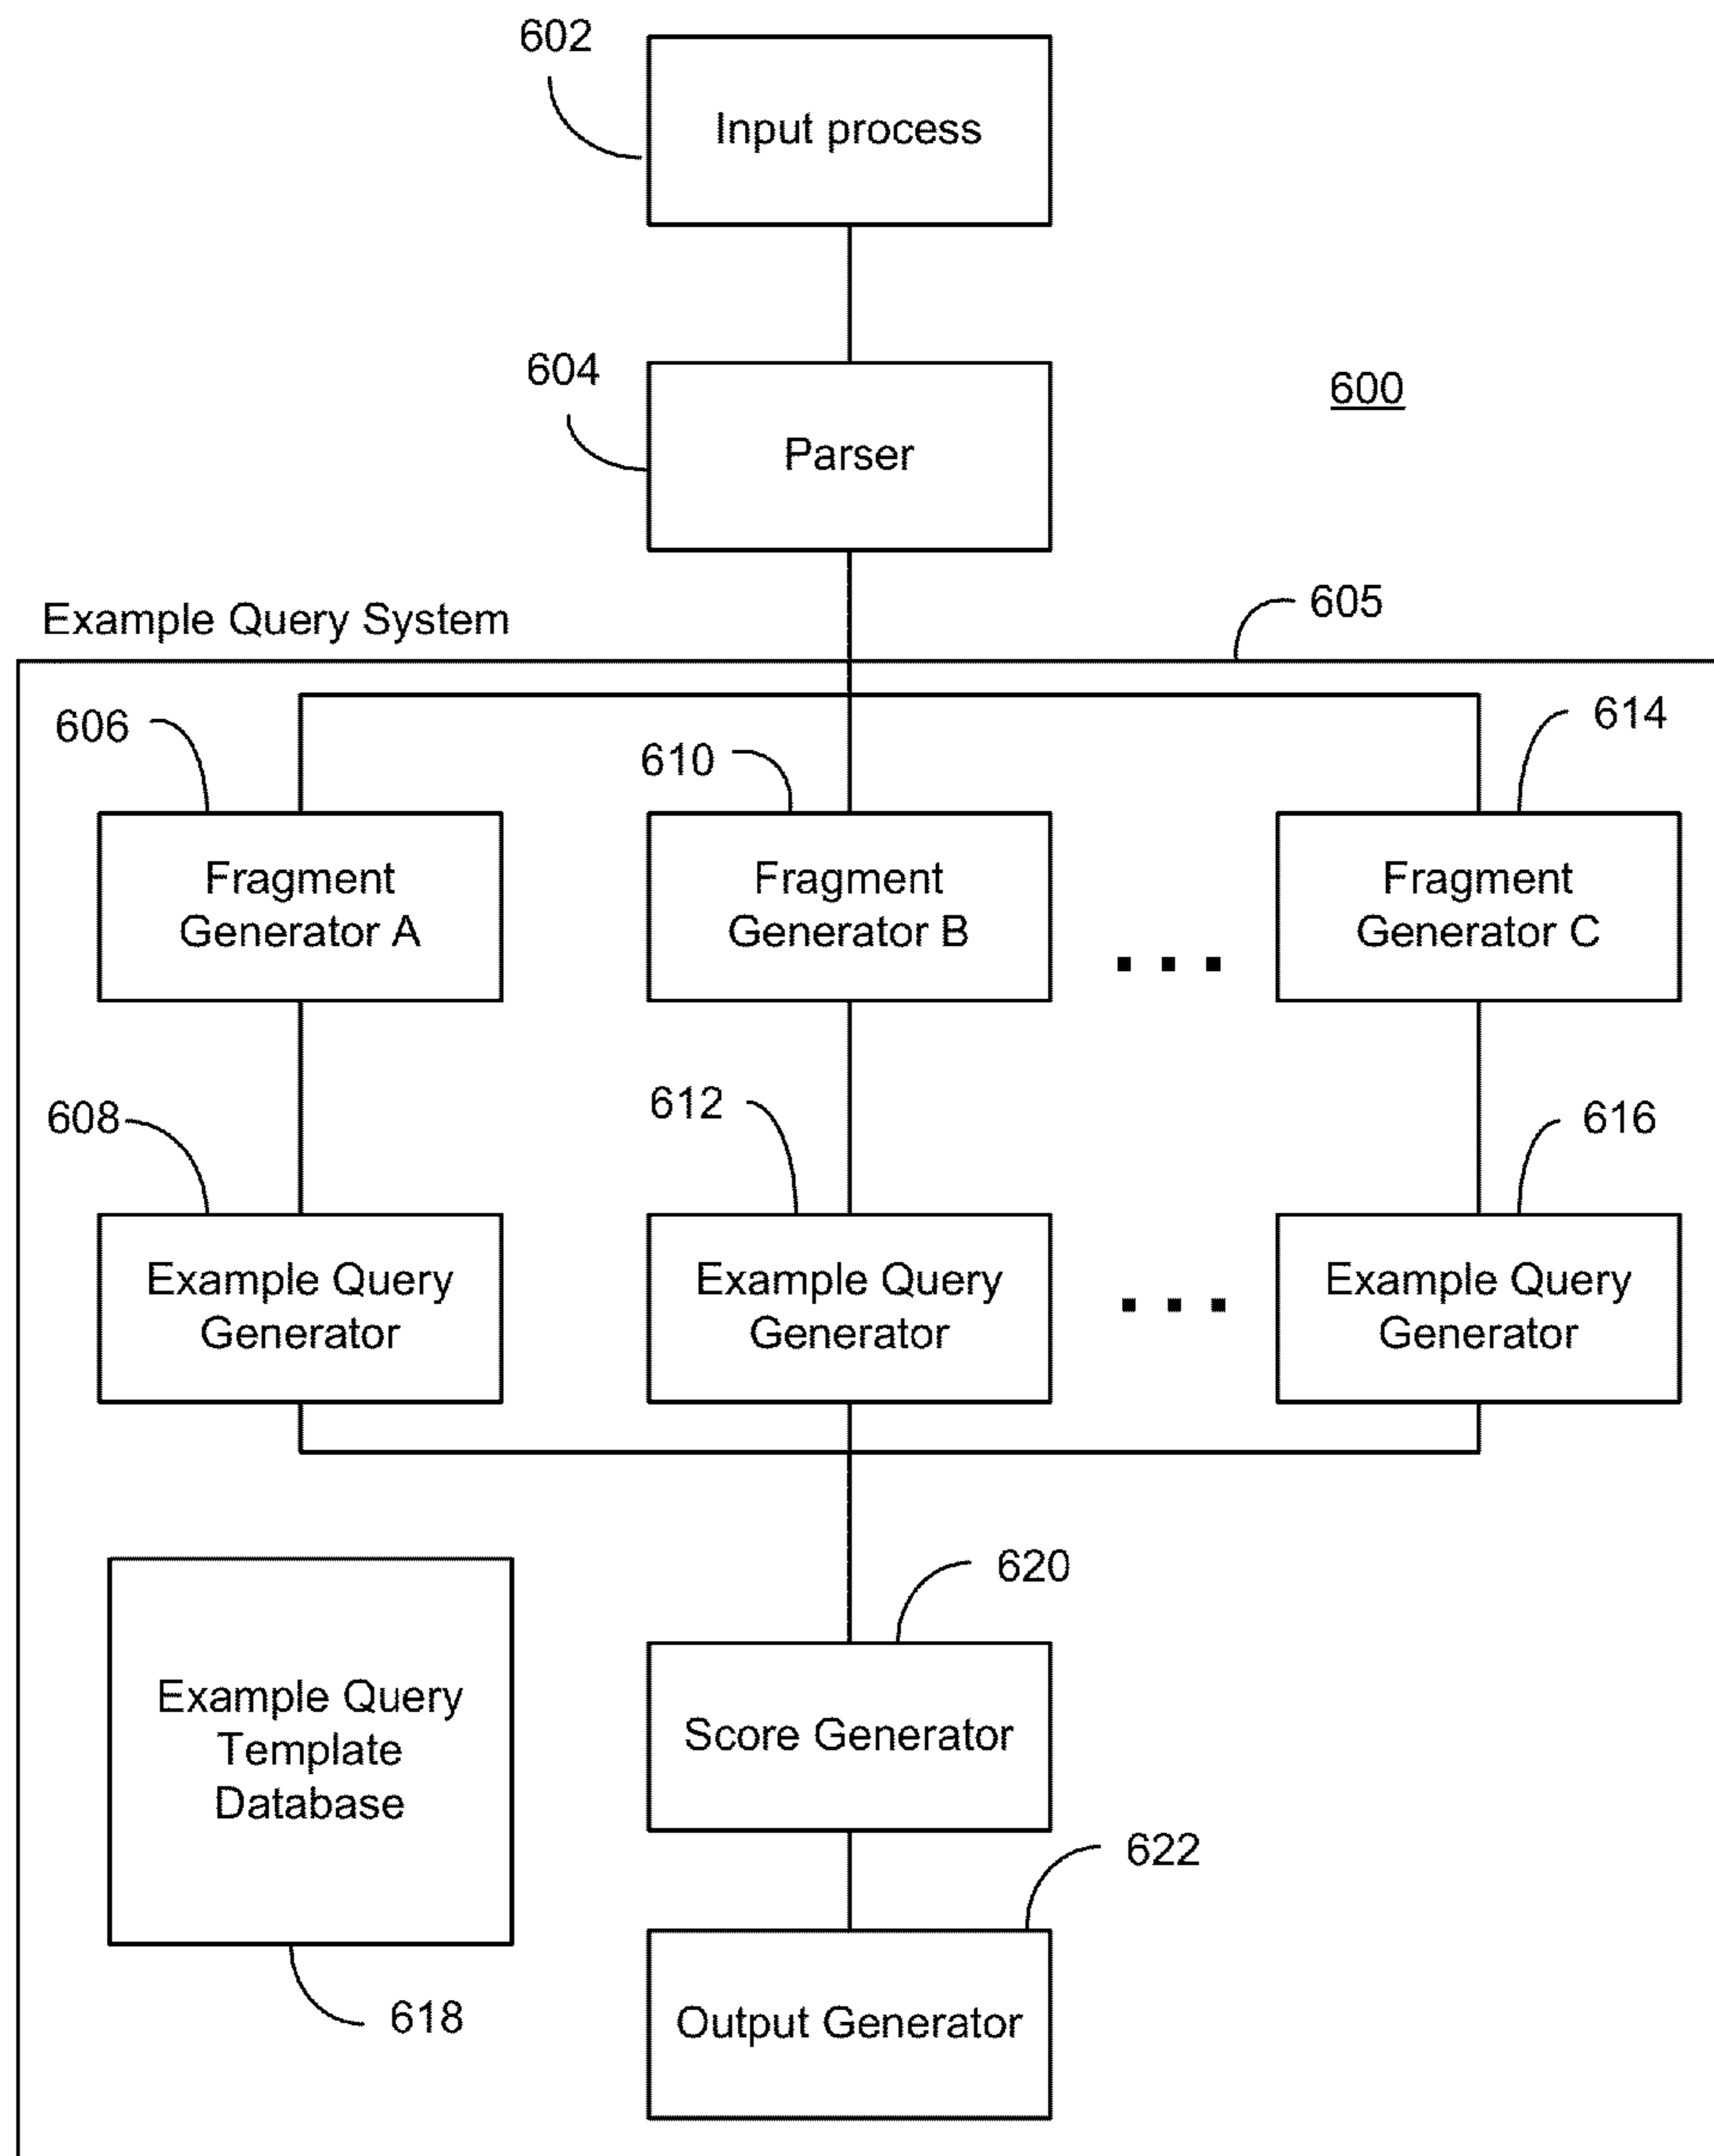 602
Input process
604
Parser
600
Example Query System
605
606
610
614
Fragment
Generator A
Fragment
Generator B
Fragment
Generator C
608
612
616
Example Query
Generator
Example Query
Generator
Example Query
Generator
620
Example Query
Template
Database
Score Generator
622
618
Output Generator